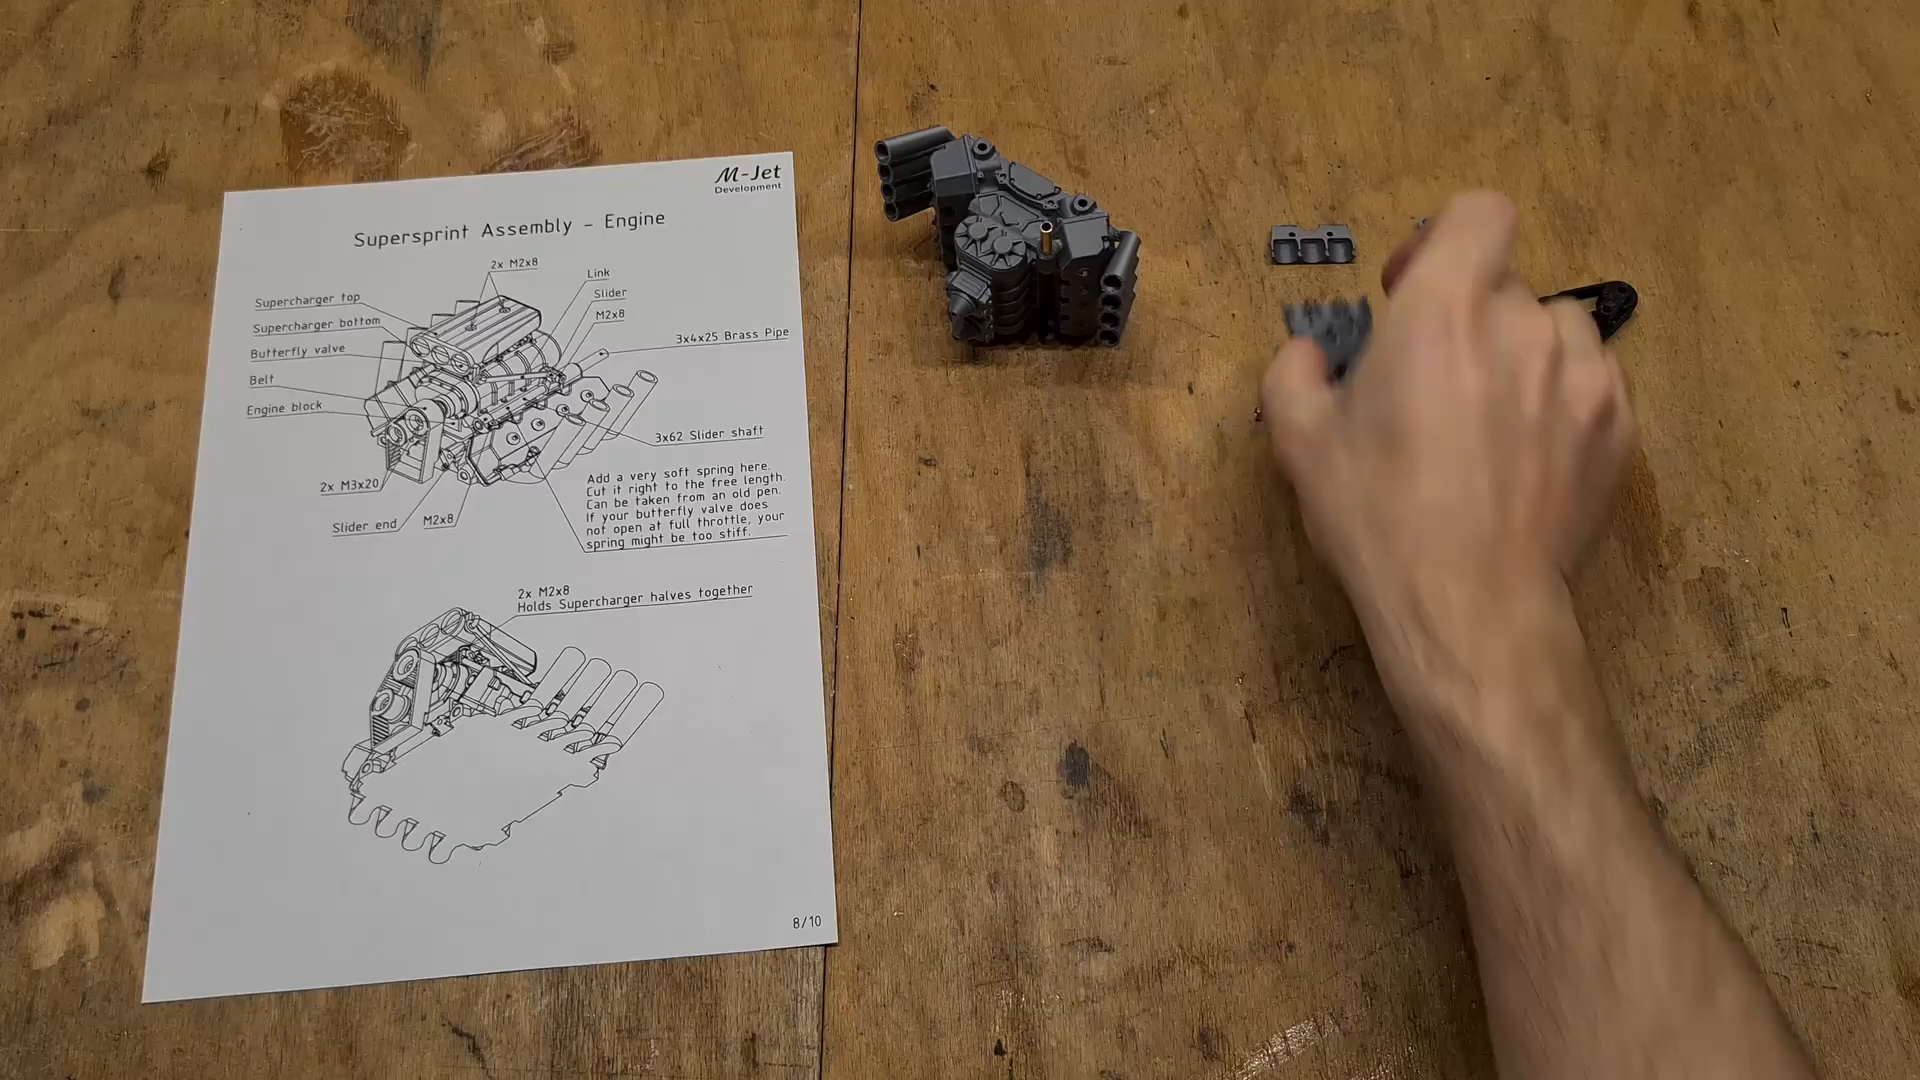 M-Jet
Development
Supersprint Assembly - Engine
2x M2x8
Link
Supercharger top
Slider
Supercharger bottom
M2x8
Butterfly valve
3x4x25 Brass Pipe
Belt
Engine block
3x62 Slider shaft
2x M3x20
Slider end
M2x8
Add a very soft spring here.
Cut it right to the free length.
Can be taken from an old pen.
If your butterfly valve does
not open at full throttle, your
spring might be too stiff.
2x M2x8
Holds Supercharger halves together
8/10